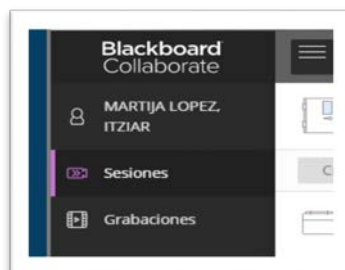 Blackboard
Collaborate
MARTIJA LOPEZ,
ITZIAR
Sesiones
C
Grabaciones